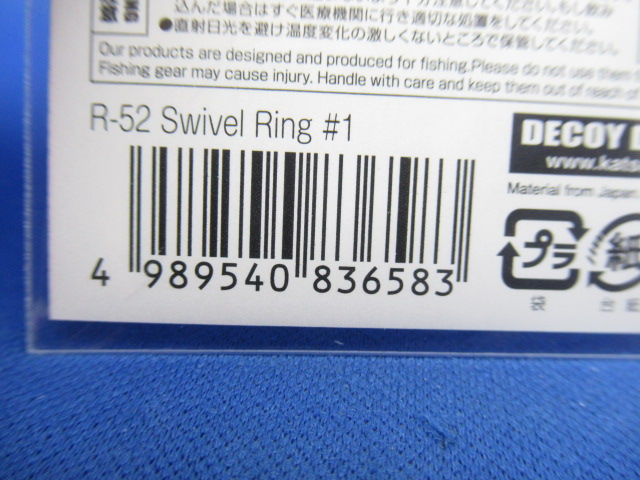 込んだ場合はすぐ医療機関に行き適切な処置をしてください。
●直射日光を避け温度変化の激しくないところで保管してください。
Our products are designed and produced for fishing.Please do not use them
Fishing gear may cause injury. Handle with care and keep them out of reach of
R-52 Swivel Ring #1
DECOY
www.kats
Material from Japan
プラ
紙
袋
台
4 989540 836583